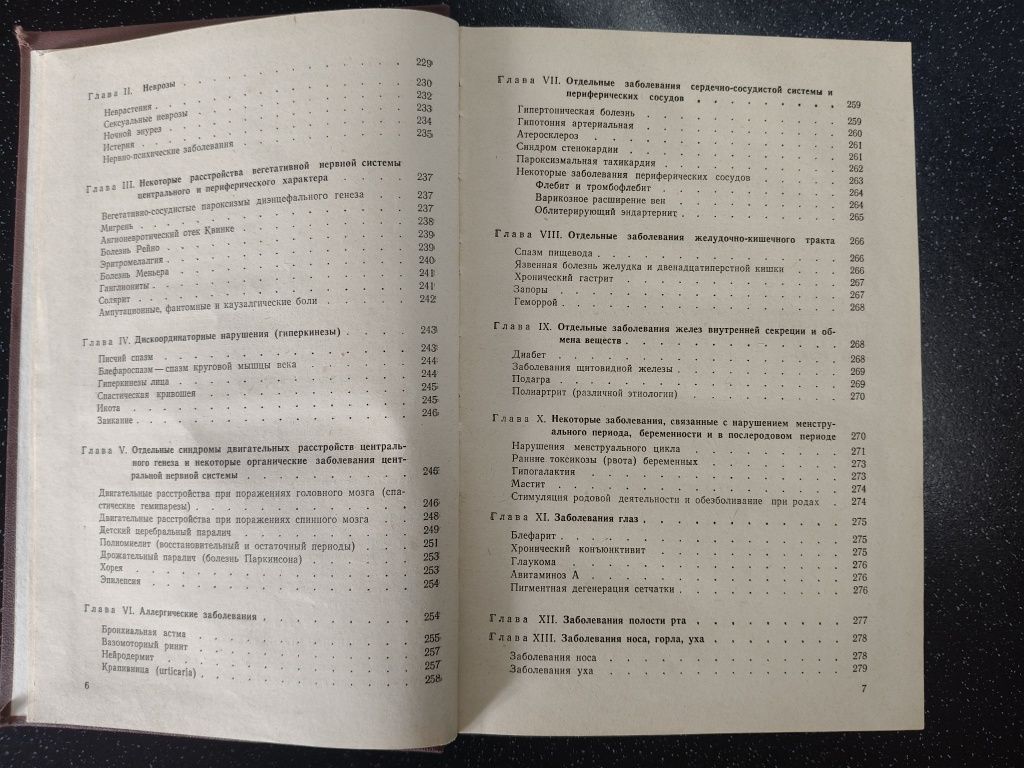 Глава II. Неврозы . . . . . . . . . . . . 229
Неврастения . . . . . . . . . . . . 230
Сексуальные неврозы . . . . . . . . . . . . 232
Ночной энурез . . . . . . . . . . . . 233
Истерия . . . . . . . . . . . . 234
Нервно-психические заболевания . . . . . . . . . . . . 235
Глава III. Некоторые расстройства вегетативной нервной системы
центрального и периферического характера . . . . . . 237
Вегетативно-сосудистые пароксизмы диэнцефального генеза . . . 237
Мигрень . . . . . . . . . . . . 237
Ангионевротический отек Квинке . . . . . . . . . . . . 238
Болезнь Рейно . . . . . . . . . . . . 239
Эритромелалгия . . . . . . . . . . . . 239
Болезнь Меньера . . . . . . . . . . . . 240
Ганглиониты . . . . . . . . . . . . 241
Солярит . . . . . . . . . . . . 241
Ампутационные, фантомные и каузалгические боли . . . . . . 242
Глава IV. Дискоординаторные нарушения (гиперкинезы) . . . . . 243
Писчий спазм . . . . . . . . . . . . 243
Блефароспазм — спазм круговой мышцы века . . . . . . 244
Гиперкинезы лица . . . . . . . . . . . . 244
Спастическая кривошея . . . . . . . . . . . . 245
Икота . . . . . . . . . . . . 245
Заикание . . . . . . . . . . . . 246
Глава V. Отдельные синдромы двигательных расстройств централь-
ного генеза и некоторые органические заболевания цент-
ральной нервной системы . . . . . . . . . . . . 246
Двигательные расстройства при поражениях головного мозга (спа-
стические гемипарезы) . . . . . . . . . . . . 246
Двигательные расстройства при поражениях спинного мозга . . . 248
Детский церебральный паралич . . . . . . . . . . . . 249
Полиомиелит (восстановительный и остаточный периоды) . . . . 251
Дрожательный паралич (болезнь Паркинсона) . . . . . . 253
Хорея . . . . . . . . . . . . 253
Эпилепсия . . . . . . . . . . . . 254
Глава VI. Аллергические заболевания . . . . . . . . . . . . 254
Бронхиальная астма . . . . . . . . . . . . 255
Вазомоторный ринит . . . . . . . . . . . . 257
Нейродермит . . . . . . . . . . . . 257
Крапивница (urticaria) . . . . . . . . . . . . 258
6
Глава VII. Отдельные заболевания сердечно-сосудистой системы и
периферических сосудов . . . . . . . . . . . . 259
Гипертоническая болезнь . . . . . . . . . . . . 259
Гипотония артериальная . . . . . . . . . . . . 260
Атеросклероз . . . . . . . . . . . . 261
Синдром стенокардии . . . . . . . . . . . . 261
Пароксизмальная тахикардия . . . . . . . . . . . . 262
Некоторые заболевания периферических сосудов . . . . . . 263
Флебит и тромбофлебит . . . . . . . . . . . . 264
Варикозное расширение вен . . . . . . . . . . . . 264
Облитерирующий эндартериит . . . . . . . . . . . . 265
Глава VIII. Отдельные заболевания желудочно-кишечного тракта 266
Спазм пищевода . . . . . . . . . . . . 266
Язвенная болезнь желудка и двенадцатиперстной кишки . . . . 266
Хронический гастрит . . . . . . . . . . . . 267
Запоры . . . . . . . . . . . . 267
Геморрой . . . . . . . . . . . . 268
Глава IX. Отдельные заболевания желез внутренней секреции и об-
мена веществ . . . . . . . . . . . . 268
Диабет . . . . . . . . . . . . 268
Заболевания щитовидной железы . . . . . . . . . . . . 269
Подагра . . . . . . . . . . . . 269
Полиартрит (различной этиологии) . . . . . . . . . . . . 270
Глава X. Некоторые заболевания, связанные с нарушением менстру-
ального периода, беременности и в послеродовом периоде 270
Нарушения менструального цикла . . . . . . . . . . . . 271
Ранние токсикозы (рвота) беременных . . . . . . . . . . . . 273
Гипогалактия . . . . . . . . . . . . 273
Мастит . . . . . . . . . . . . 274
Стимуляция родовой деятельности и обезболивание при родах . 274
Глава XI. Заболевания глаз . . . . . . . . . . . . 275
Блефарит . . . . . . . . . . . . 275
Хронический конъюнктивит . . . . . . . . . . . . 275
Глаукома . . . . . . . . . . . . 276
Авитаминоз А . . . . . . . . . . . . 276
Пигментная дегенерация сетчатки . . . . . . . . . . . . 276
Глава XII. Заболевания полости рта . . . . . . . . . . . . 277
Глава XIII. Заболевания носа, горла, уха . . . . . . . . . . . . 278
Заболевания носа . . . . . . . . . . . . 278
Заболевания уха . . . . . . . . . . . . 279
7